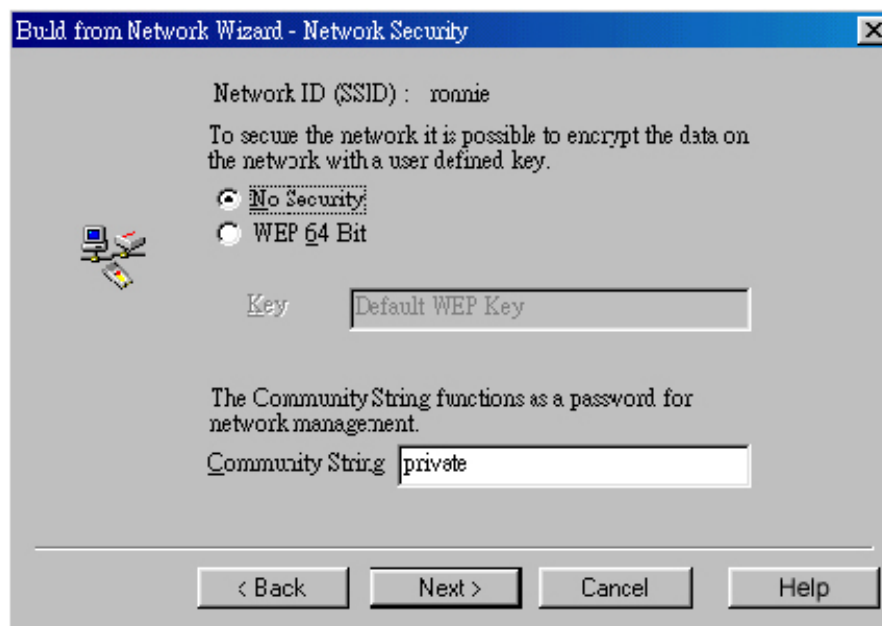 Build from Network Wizard - Network Security
Network ID (SSID) : ronnie
To secure the network it is possible to encrypt the data on
the network with a user defined key.
No Security
WEP 64 Bit
Key Default WEP Key
The Community String functions as a password for
network management.
Community String private
< Back Next > Cancel Help